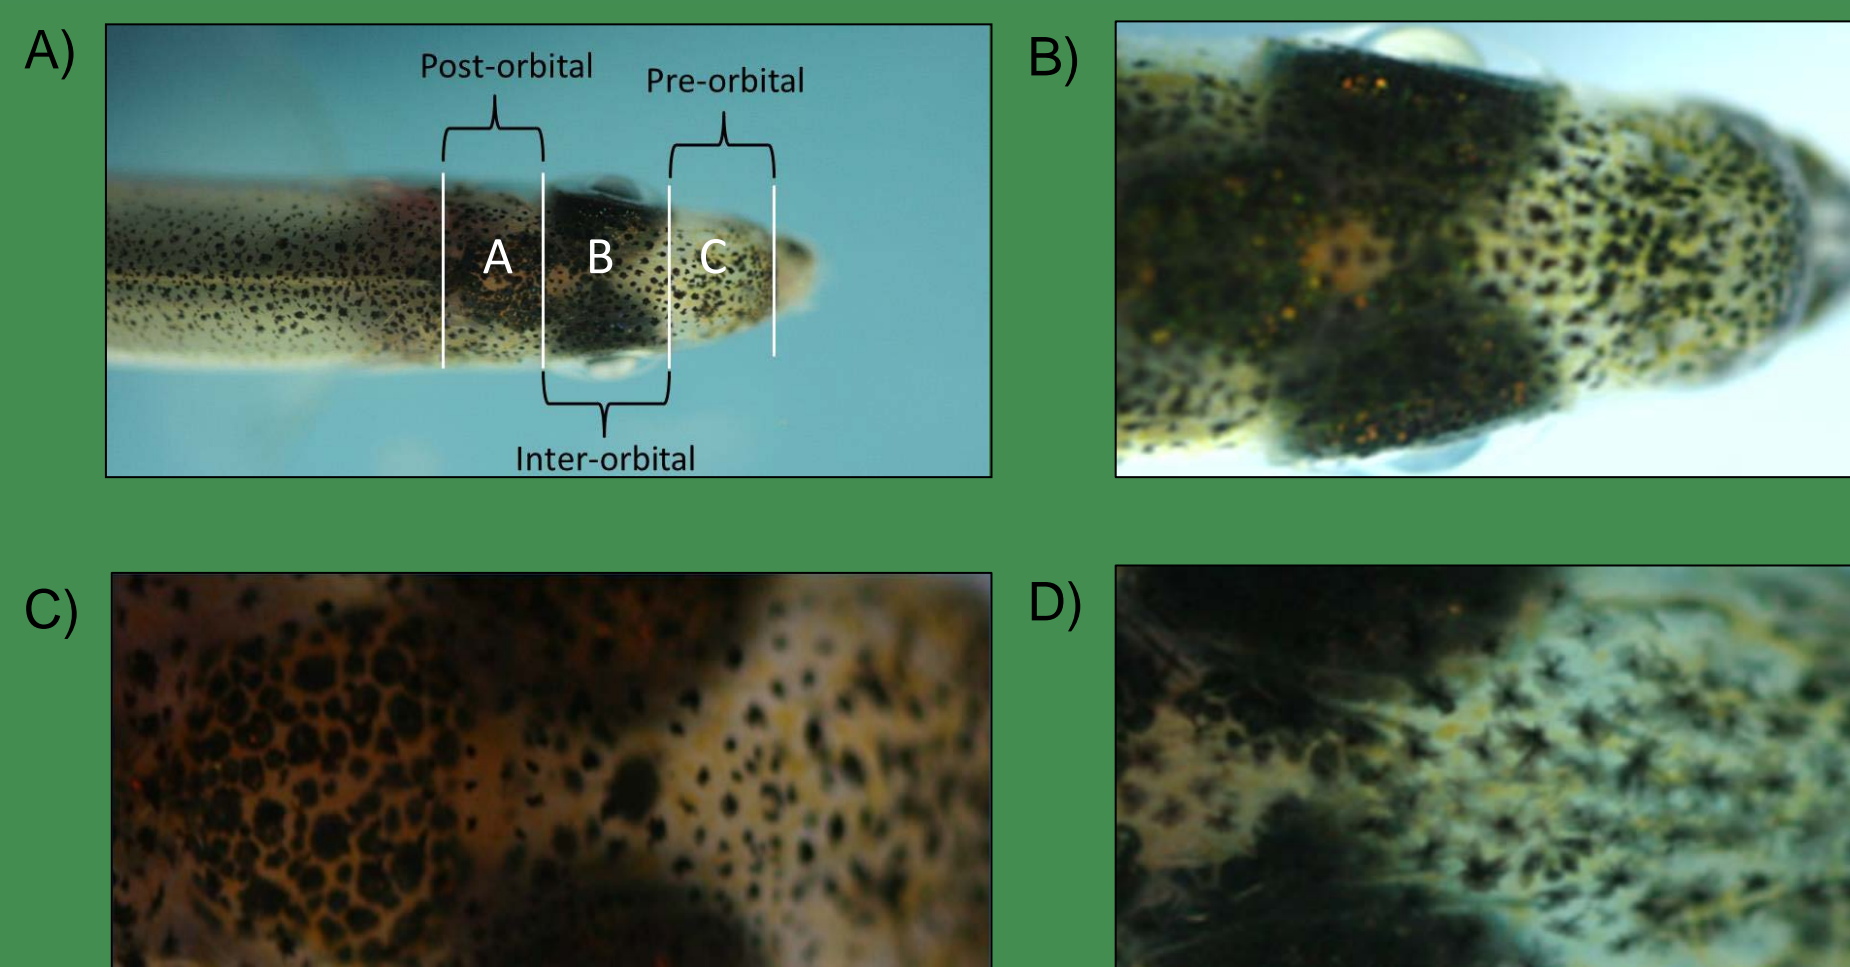 A)
Post-orbital
Pre-orbital
A
B
C
Inter-orbital
B)
C)
D)